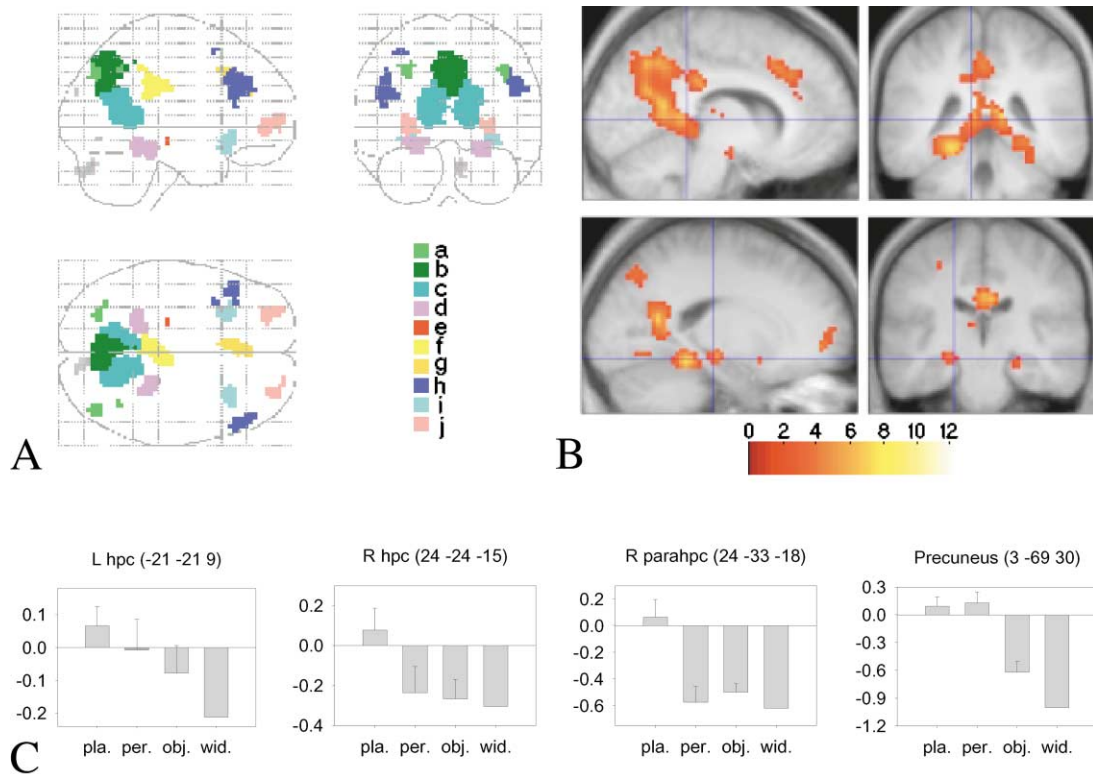 A
a
b
c
d
e
f
g
h
i
j
B
0 2 4 6 8 10 12
C
L hpc (-21 -21 9)
0.1
0.0
-0.1
-0.2
pla. per. obj. wid.
R hpc (24 -24 -15)
0.2
0.0
-0.2
-0.4
pla. per. obj. wid.
R parahpc (24 -33 -18)
0.2
0.0
-0.2
-0.4
-0.6
pla. per. obj. wid.
Precuneus (3 -69 30)
0.3
0.0
-0.3
-0.6
-0.9
-1.2
pla. per. obj. wid.